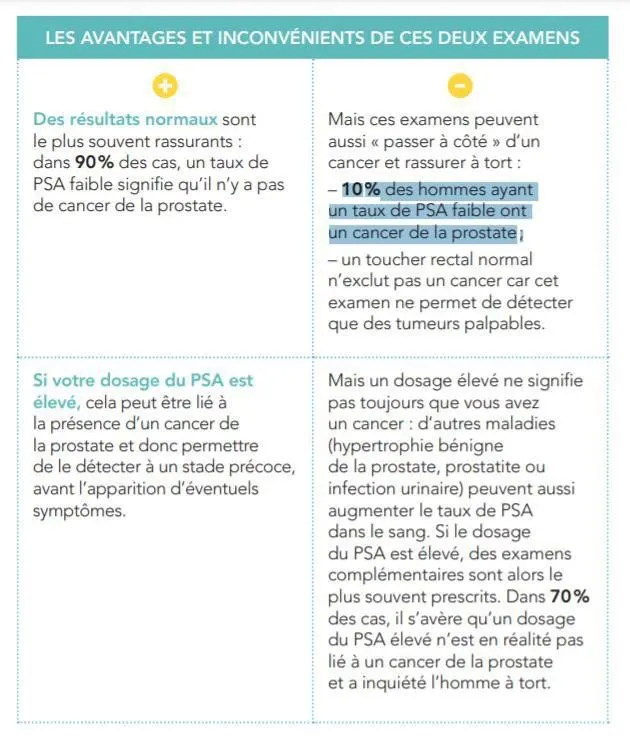 LES AVANTAGES ET INCONVÉNIENTS DE CES DEUX EXAMENS
+
Des résultats normaux sont
le plus souvent rassurants :
dans 90% des cas, un taux de
PSA faible signifie qu'il n'y a pas
de cancer de la prostate.
–
Mais ces examens peuvent
aussi « passer à côté » d'un
cancer et rassurer à tort :
– 10% des hommes ayant
un taux de PSA faible ont
un cancer de la prostate ;
– un toucher rectal normal
n'exclut pas un cancer car cet
examen ne permet de détecter
que des tumeurs palpables.
Si votre dosage du PSA est
élevé, cela peut être lié à
la présence d'un cancer de
la prostate et donc permettre
de le détecter à un stade précoce,
avant l'apparition d'éventuels
symptômes.
Mais un dosage élevé ne signifie
pas toujours que vous avez
un cancer : d'autres maladies
(hypertrophie bénigne
de la prostate, prostatite ou
infection urinaire) peuvent aussi
augmenter le taux de PSA
dans le sang. Si le dosage
du PSA est élevé, des examens
complémentaires sont alors le
plus souvent prescrits. Dans 70%
des cas, il s'avère qu'un dosage
du PSA élevé n'est en réalité pas
lié à un cancer de la prostate
et a inquiété l'homme à tort.